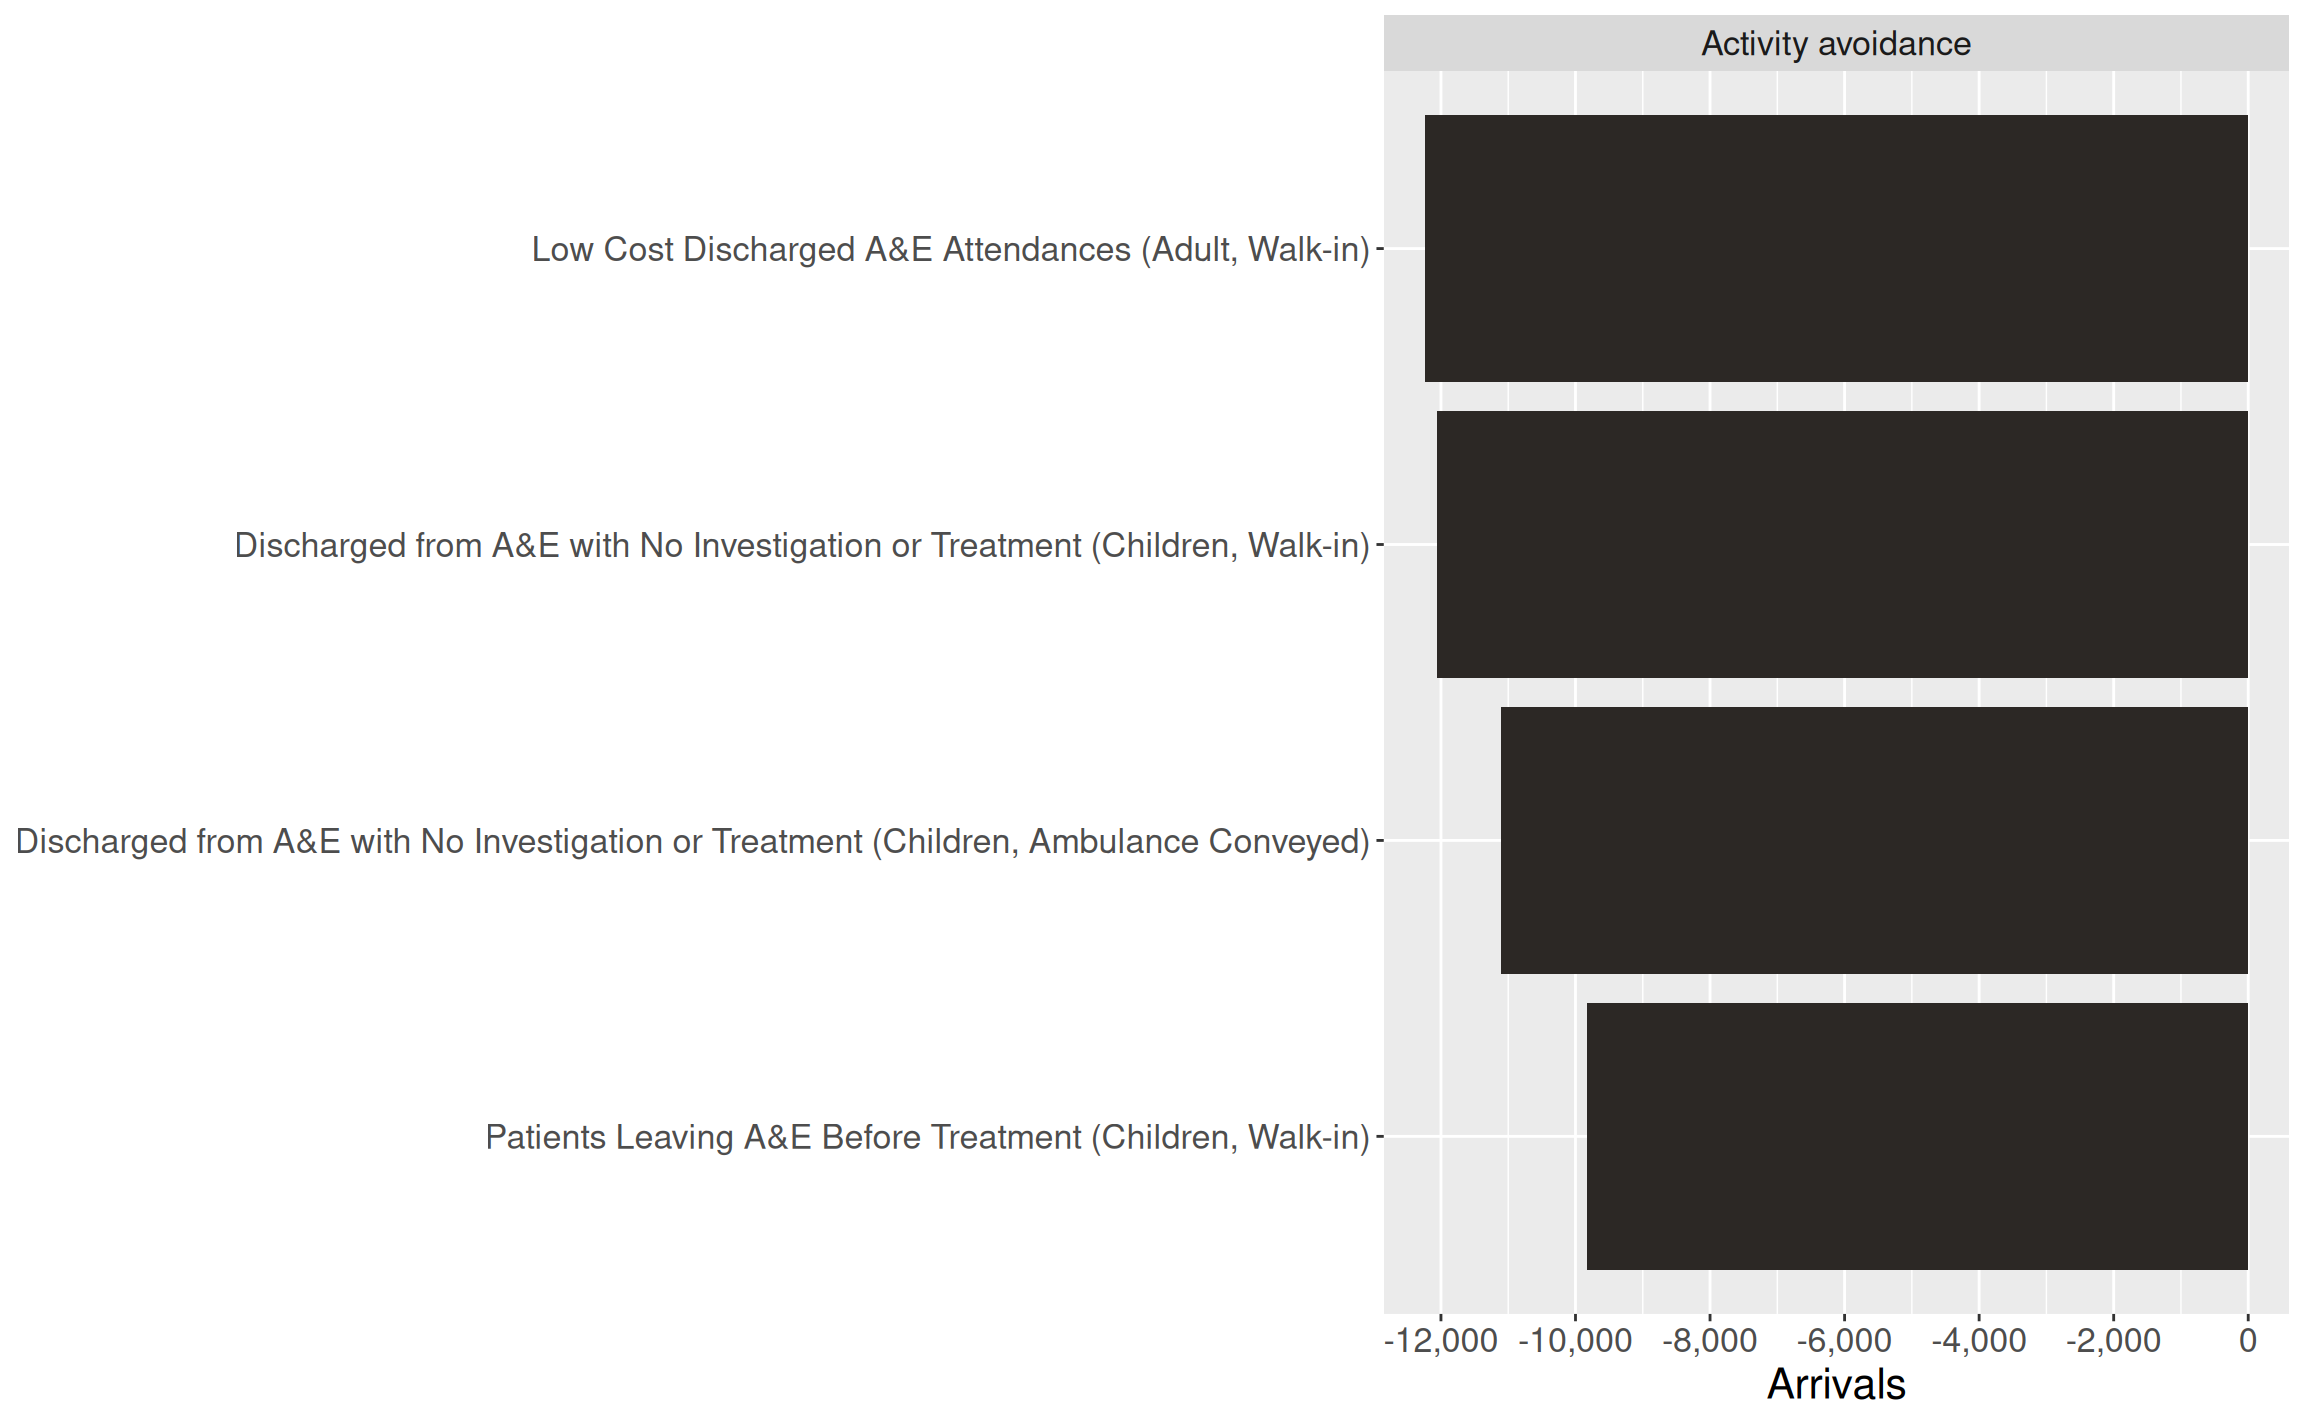 Activity avoidance
Low Cost Discharged A&E Attendances (Adult, Walk-in)
Discharged from A&E with No Investigation or Treatment (Children, Walk-in)
Discharged from A&E with No Investigation or Treatment (Children, Ambulance Conveyed)
Patients Leaving A&E Before Treatment (Children, Walk-in)
-12,000 -10,000 -8,000 -6,000 -4,000 -2,000 0
Arrivals